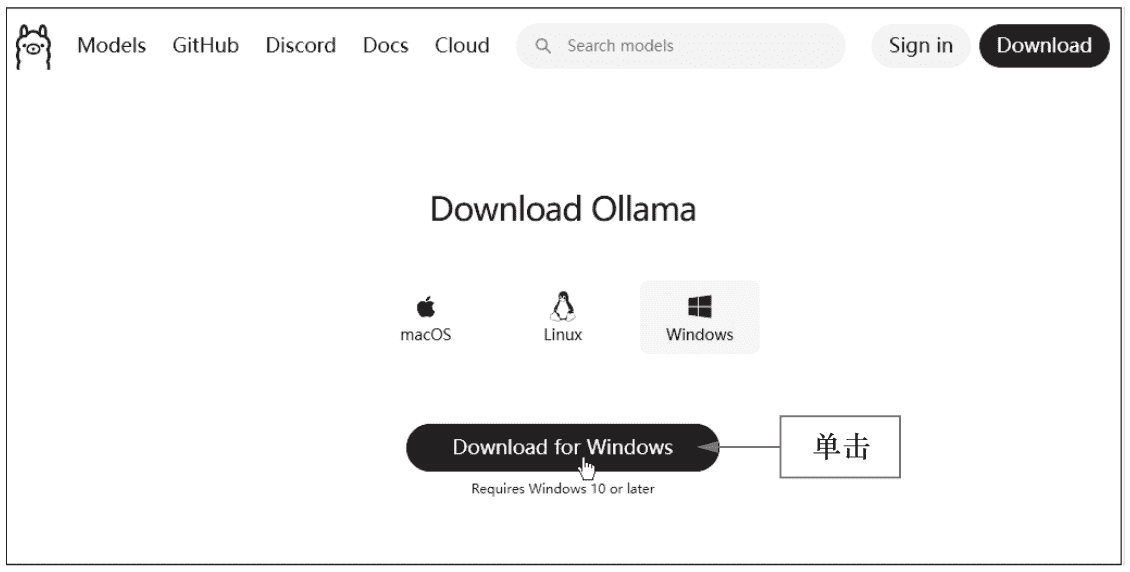 Models GitHub Discord Docs Cloud Search models Sign in Download
Download Ollama
macOS Linux Windows
Download for Windows 单击
Requires Windows 10 or later